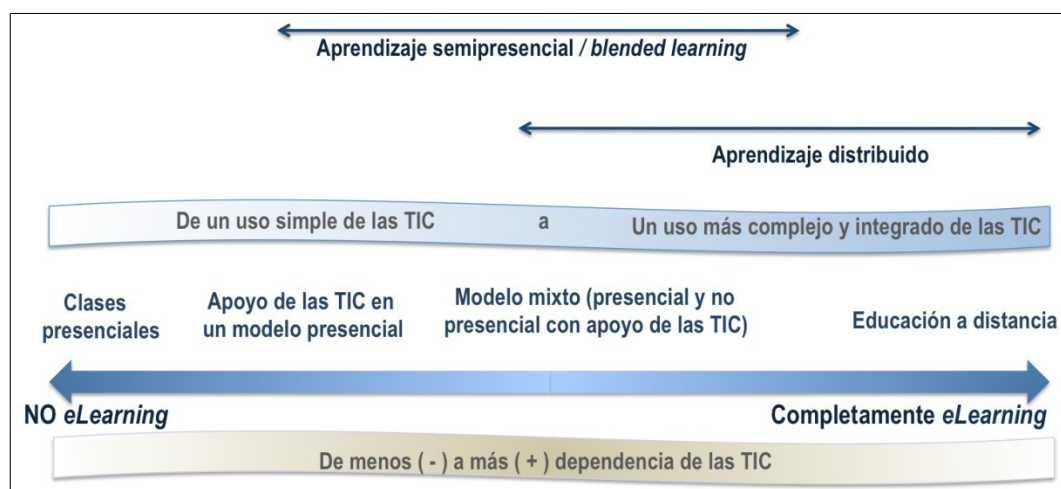 Aprendizaje semipresencial / blended learning
Aprendizaje distribuido
De un uso simple de las TIC a Un uso más complejo y integrado de las TIC
Clases
presenciales
Apoyo de las TIC en
un modelo presencial
Modelo mixto (presencial y no
presencial con apoyo de las TIC)
Educación a distancia
NO eLearning
Completamente eLearning
De menos ( - ) a más ( + ) dependencia de las TIC